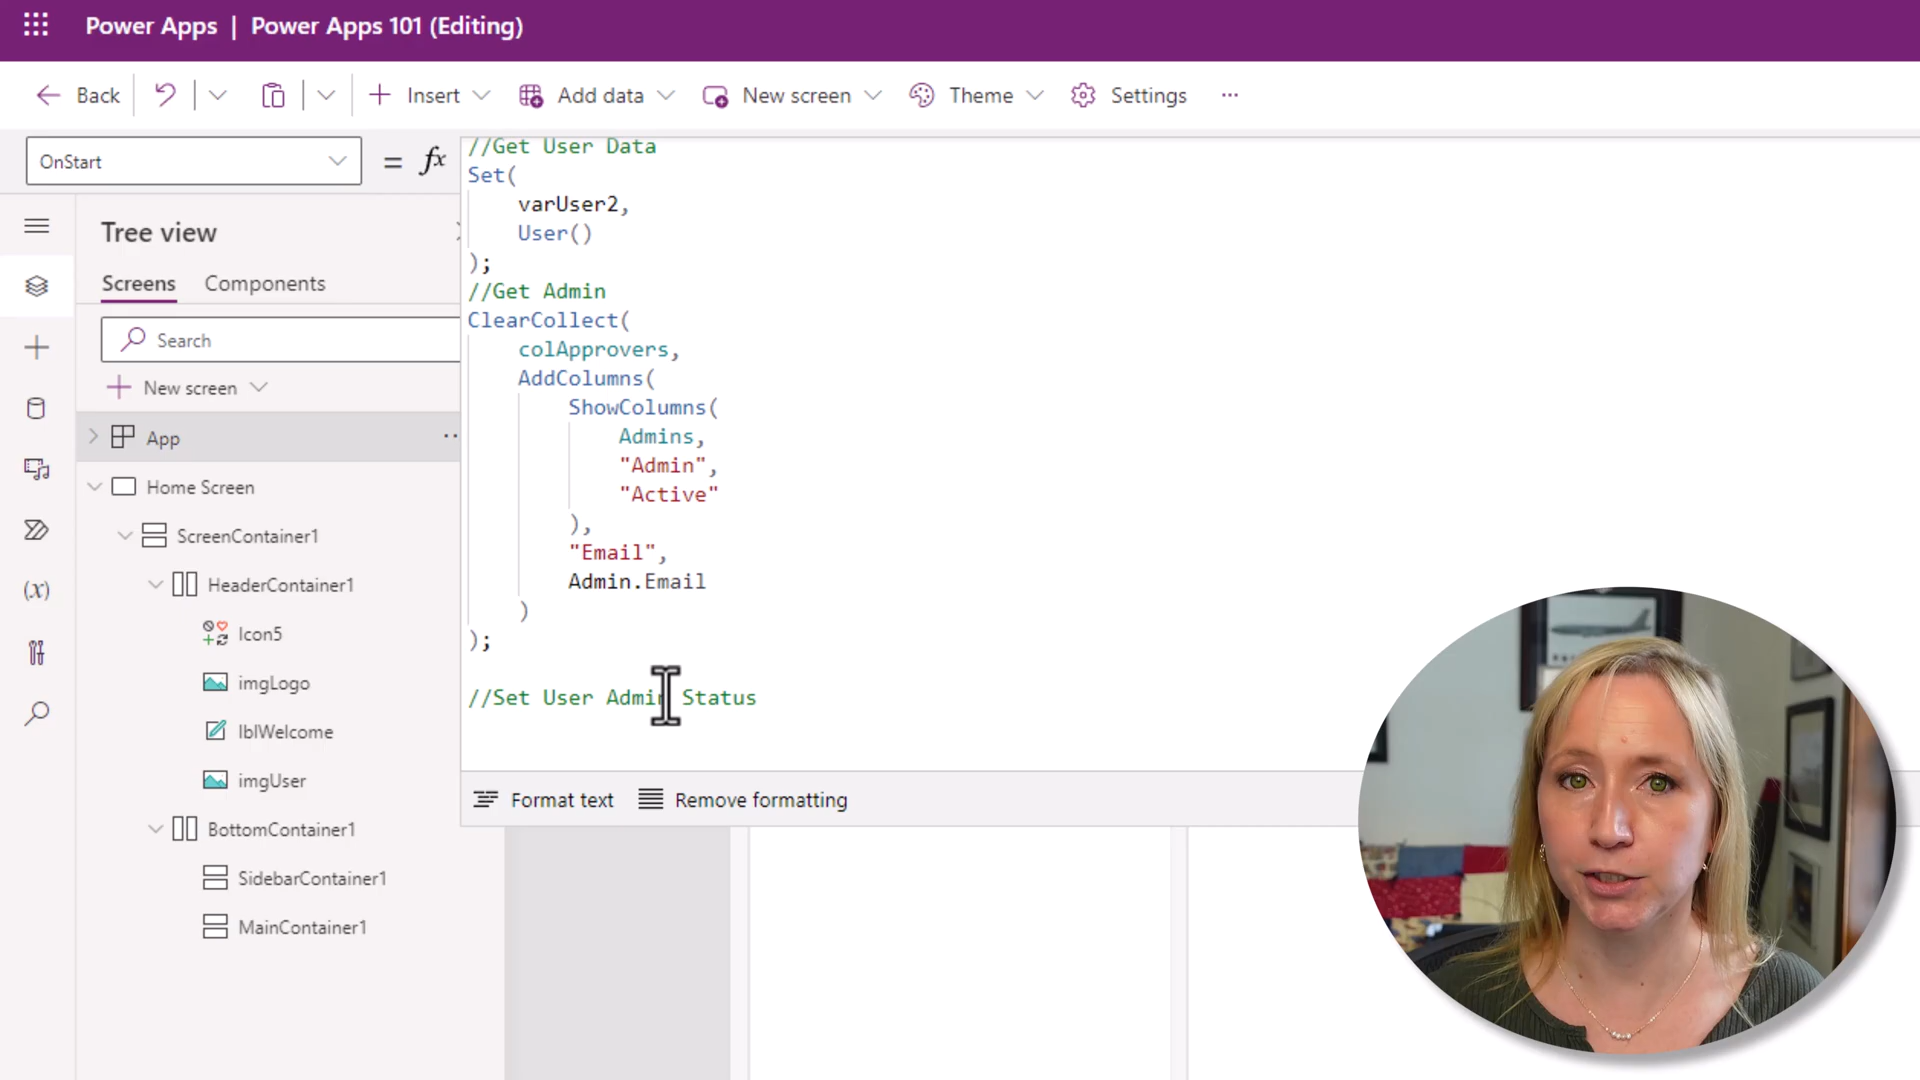 Power Apps | Power Apps 101 (Editing)
Back
Insert
Add data
New screen
Theme
Settings
OnStart
= fx
//Get User Data
Set(
varUser2,
User()
);
//Get Admin
ClearCollect(
colApprovers,
AddColumns(
ShowColumns(
Admins,
"Admin",
"Active"
),
"Email",
Admin.Email
)
);
//Set User Admin Status
Format text
Remove formatting
Tree view
Screens
Components
Search
New screen
App
Home Screen
ScreenContainer1
HeaderContainer1
Icon5
imgLogo
lblWelcome
imgUser
BottomContainer1
SidebarContainer1
MainContainer1
(x)